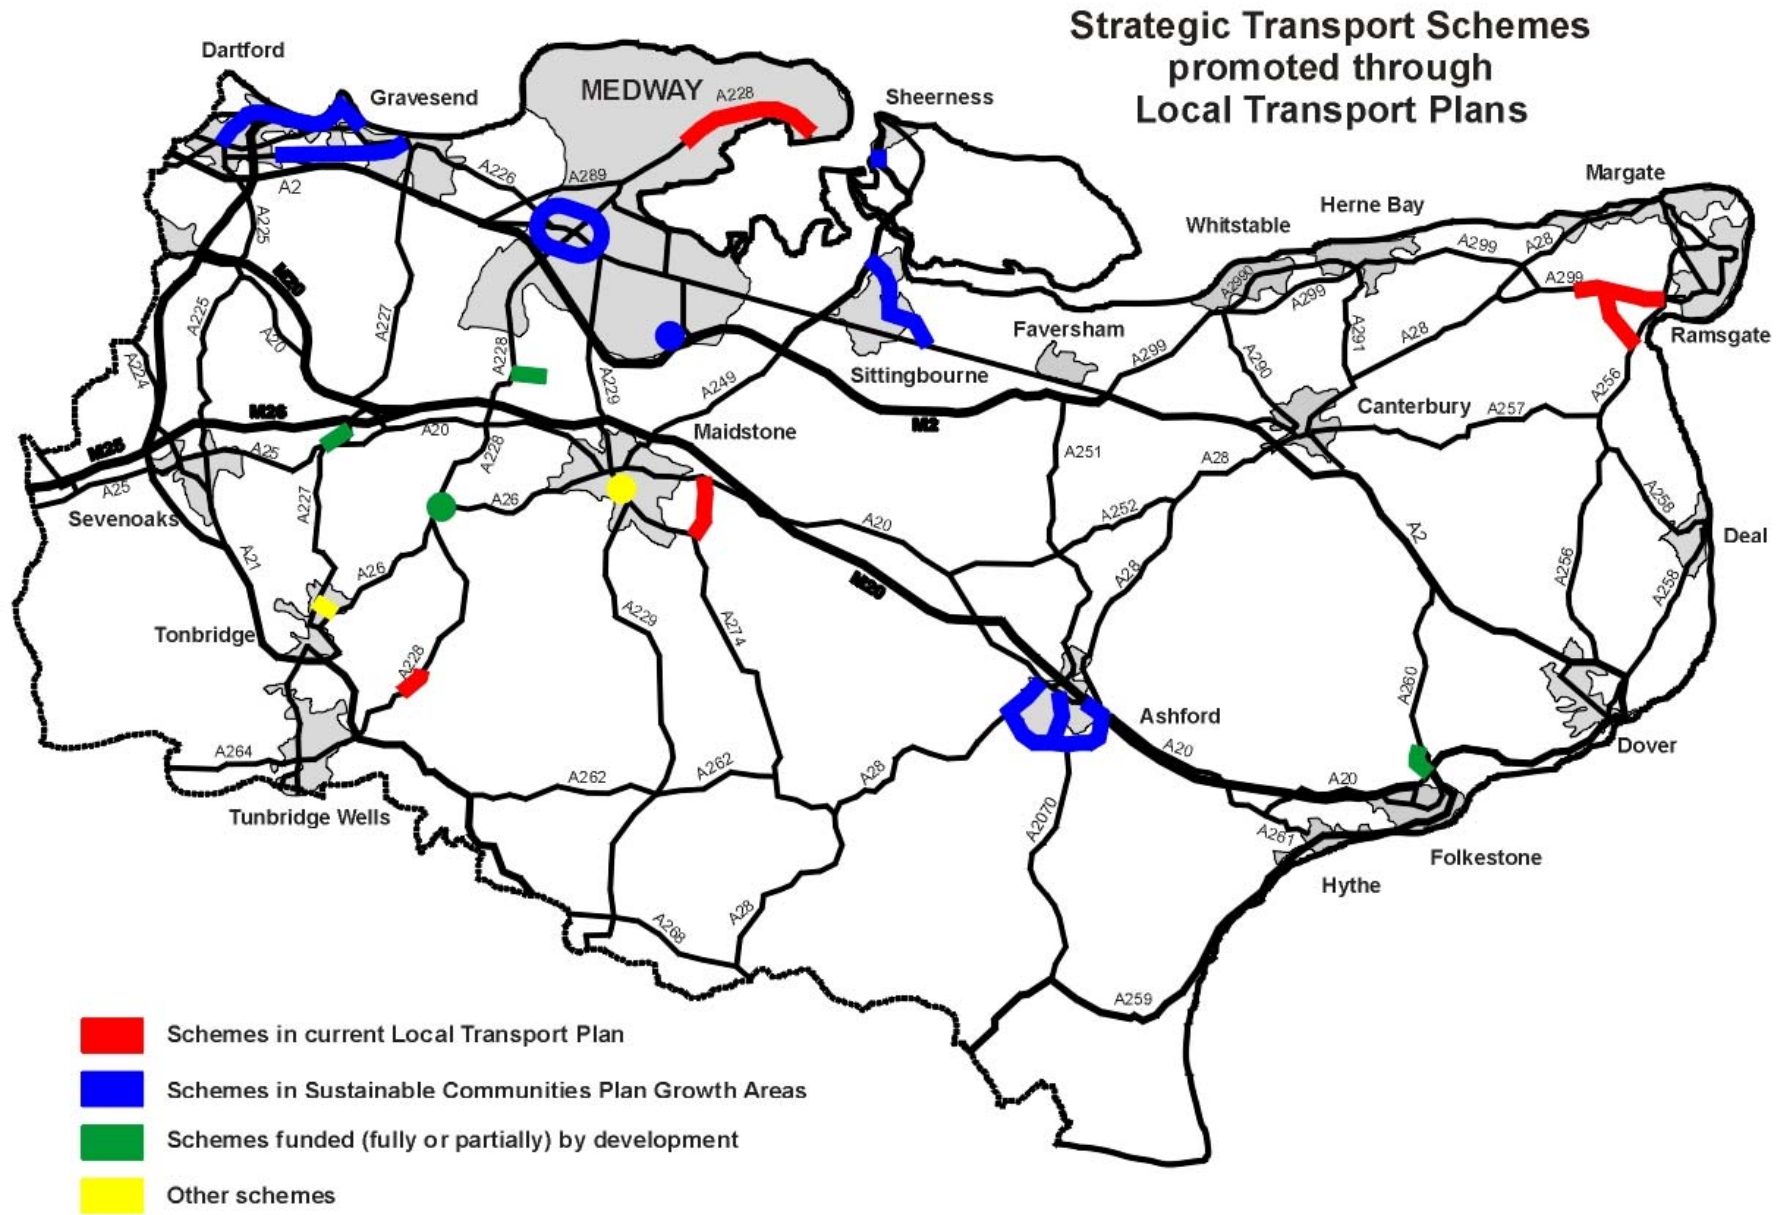 Strategic Transport Schemes
promoted through
Local Transport Plans
Dartford
Gravesend
MEDWAY
A228
Sheerness
A226
A289
A2
A225
M20
Margate
Herne Bay
Whitstable
A299
A28
A299
A2990
A299
Ramsgate
A225
A20
A227
A224
A228
A229
A249
Faversham
Sittingbourne
A299
A290
A291
A28
A256
M26
M25
A25
A25
A20
A228
Maidstone
M2
Canterbury
A257
A251
A28
Sevenoaks
A227
A26
A20
A252
A2
A258
Deal
A21
A26
M20
A28
A256
A258
Tonbridge
A228
A229
A274
A260
Ashford
A20
Dover
A264
Tunbridge Wells
A262
A262
A28
A2070
A20
A261
Folkestone
Hythe
A268
A28
A259
Schemes in current Local Transport Plan
Schemes in Sustainable Communities Plan Growth Areas
Schemes funded (fully or partially) by development
Other schemes